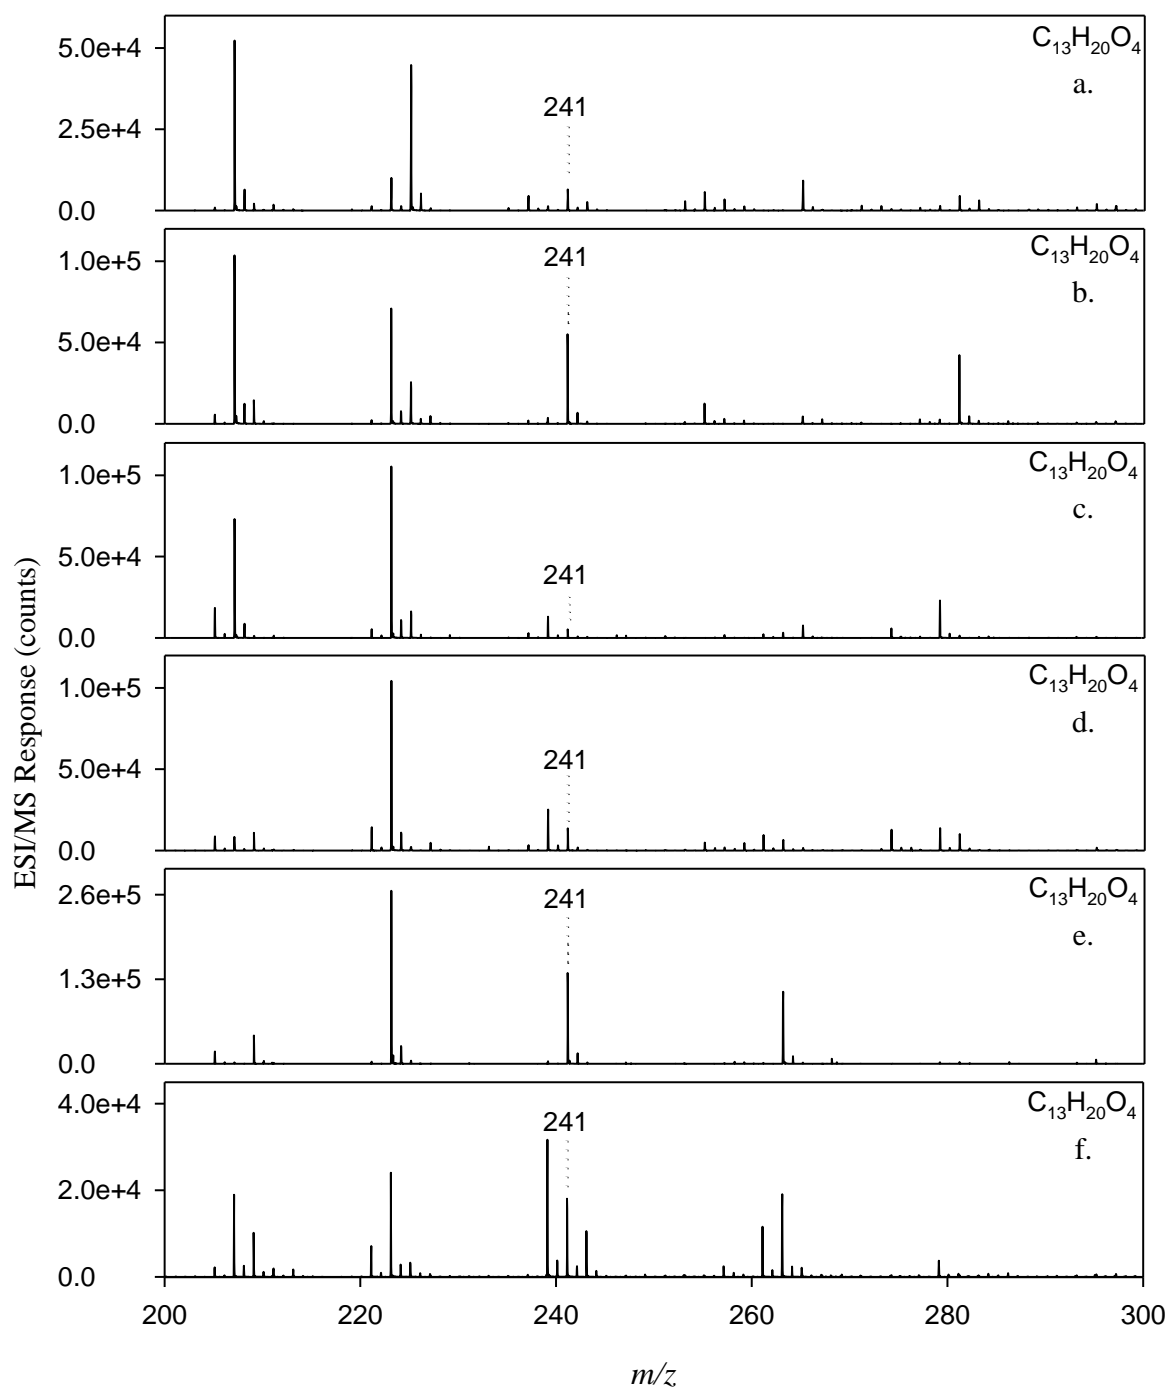 C13H20O4
a.
5.0e+4
241
2.5e+4
0.0
C13H20O4
b.
1.0e+5
241
5.0e+4
0.0
C13H20O4
c.
1.0e+5
241
5.0e+4
0.0
C13H20O4
d.
1.0e+5
241
5.0e+4
0.0
C13H20O4
e.
2.6e+5
241
1.3e+5
0.0
C13H20O4
f.
4.0e+4
241
2.0e+4
0.0
200 220 240 260 280 300
m/z
ESI/MS Response (counts)